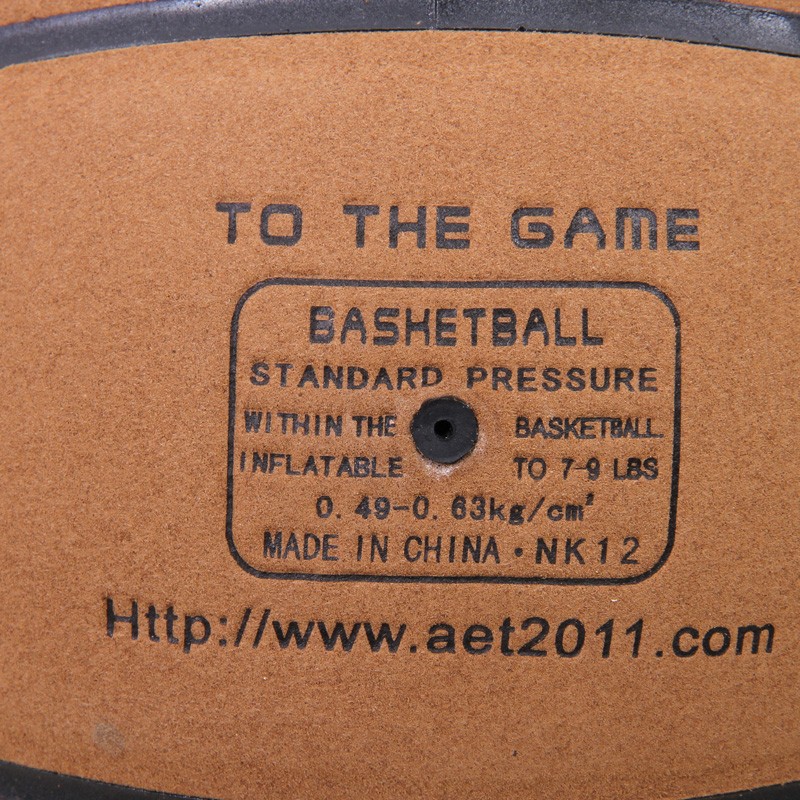 TO THE GAME
BASHETBALL
STANDARD PRESSURE
WITHIN THE BASKETBALL
INFLATABLE TO 7-9 LBS
0.49-0.63kg/cm²
MADE IN CHINA·NK12
Http://www.aet2011.com